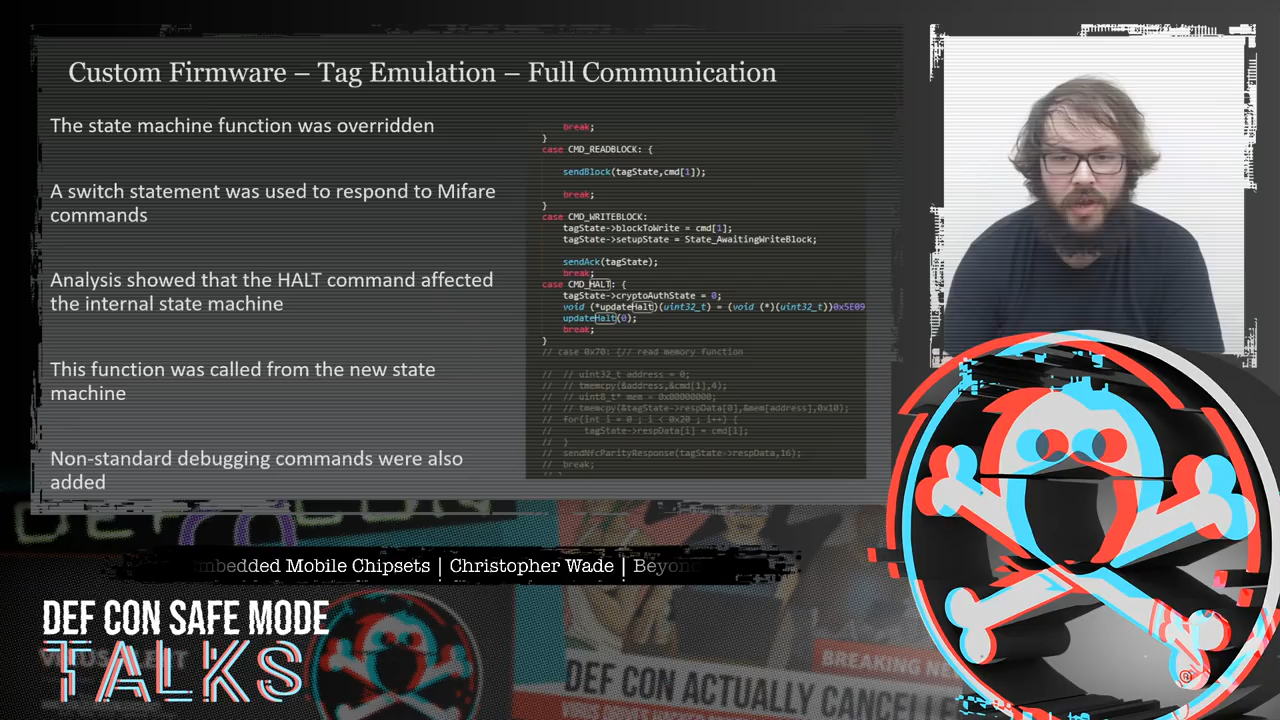 Custom Firmware – Tag Emulation – Full Communication
The state machine function was overridden
A switch statement was used to respond to Mifare
commands
Analysis showed that the HALT command affected
the internal state machine
This function was called from the new state
machine
Non-standard debugging commands were also
added
break;
}
case CMD_READBLOCK: {
sendBlock(tagState,cmd[1]);
break;
}
case CMD_WRITEBLOCK:
tagState->blockToWrite = cmd[1];
tagState->setupState = State_AwaitingWriteBlock;
sendAck(tagState);
break;
case CMD_HALT: {
tagState->cryptoAuthState = 0;
void (*updateHalt)(uint32_t) = (void (*)(uint32_t))0x5E09
updateHalt(0);
break;
}
// case 0x70: {// read memory function
// // uint32_t address = 0;
// // tmemcpy(&address,&cmd[1],4);
// // uint8_t* mem = 0x00000000;
// // tmemcpy(&tagState->respData[0],&mem[address],0x10);
// for(int i = 0 ; i < 0x20 ; i++) {
// tagState->respData[i] = cmd[i];
// }
// sendNfcParityResponse(tagState->respData,16);
// break;
mbedded Mobile Chipsets | Christopher Wade | Beyon
DEF CON SAFE MODE
TALKS
BREAKING NE
DEF CON ACTUALLY CANCELLE